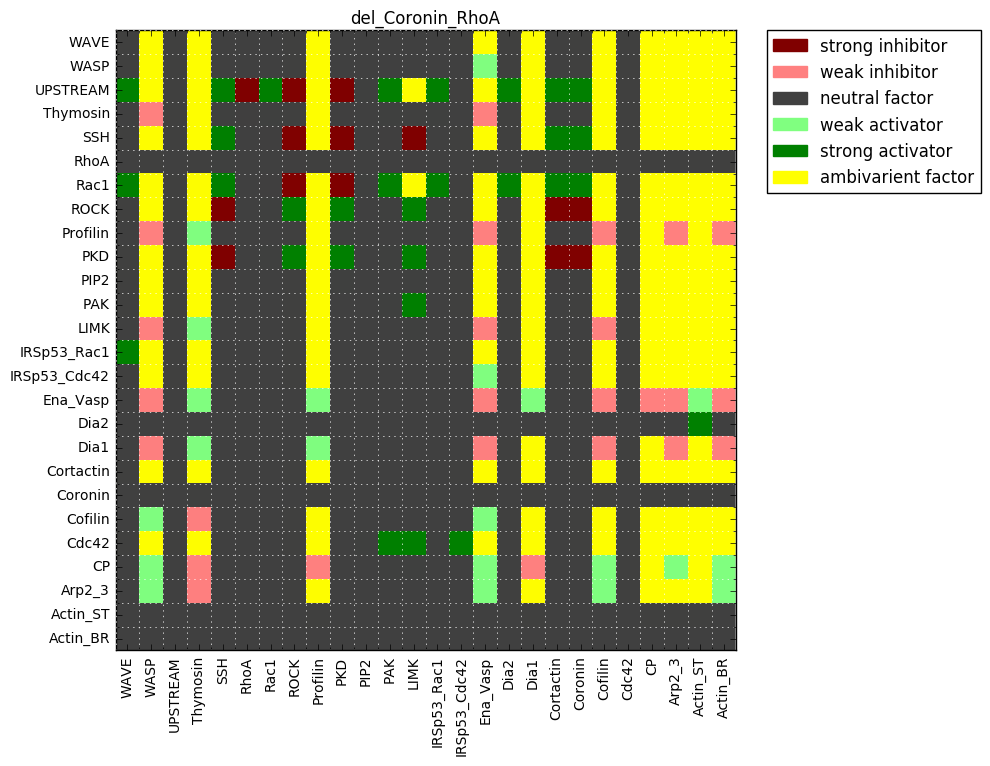 del_Coronin_RhoA
strong inhibitor
weak inhibitor
neutral factor
weak activator
strong activator
ambivarient factor
WAVE
WASP
UPSTREAM
Thymosin
SSH
RhoA
Rac1
ROCK
Profilin
PKD
PIP2
PAK
LIMK
IRSp53_Rac1
IRSp53_Cdc42
Ena_Vasp
Dia2
Dia1
Cortactin
Coronin
Cofilin
Cdc42
CP
Arp2_3
Actin_ST
Actin_BR
WAVE
WASP
UPSTREAM
Thymosin
SSH
RhoA
Rac1
ROCK
Profilin
PKD
PIP2
PAK
LIMK
IRSp53_Rac1
IRSp53_Cdc42
Ena_Vasp
Dia2
Dia1
Cortactin
Coronin
Cofilin
Cdc42
CP
Arp2_3
Actin_ST
Actin_BR